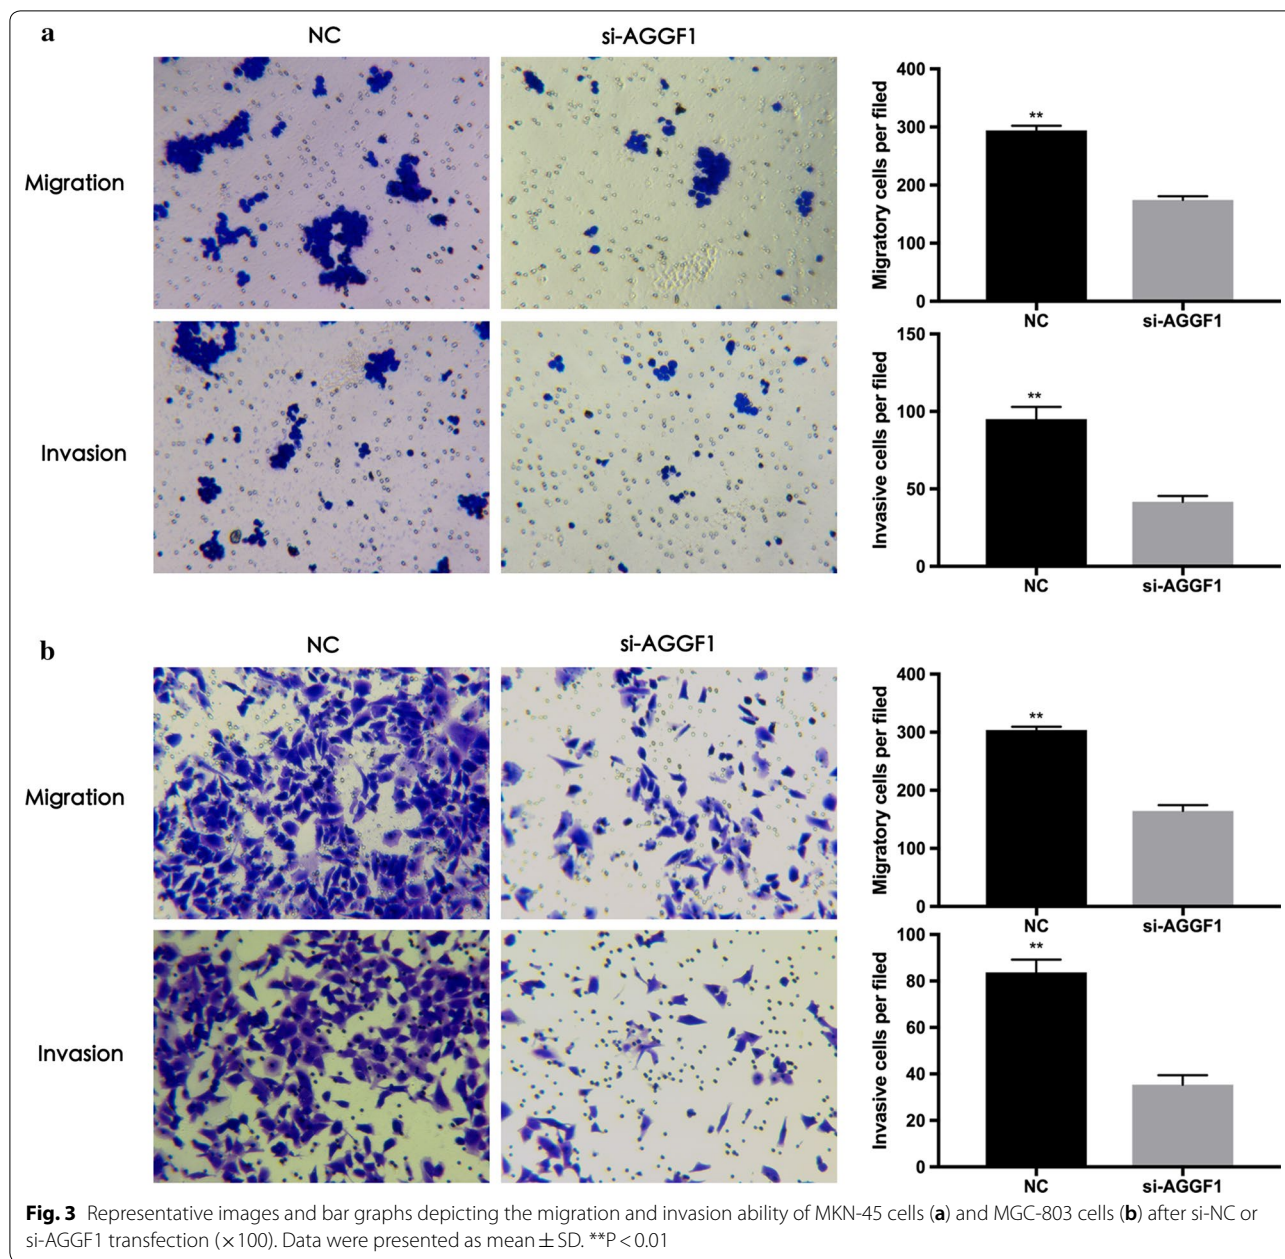 a
NC
si-AGGF1
Migration
Invasion
400
300
200
100
0
Migratory cells per filed
**
NC
si-AGGF1
150
100
50
0
Invasive cells per filed
**
NC
si-AGGF1
b
NC
si-AGGF1
Migration
Invasion
400
300
200
100
0
Migratory cells per filed
**
NC
si-AGGF1
100
80
60
40
20
0
Invasive cells per filed
**
NC
si-AGGF1
Fig. 3 Representative images and bar graphs depicting the migration and invasion ability of MKN-45 cells (a) and MGC-803 cells (b) after si-NC or
si-AGGF1 transfection (×100). Data were presented as mean ± SD. **P < 0.01